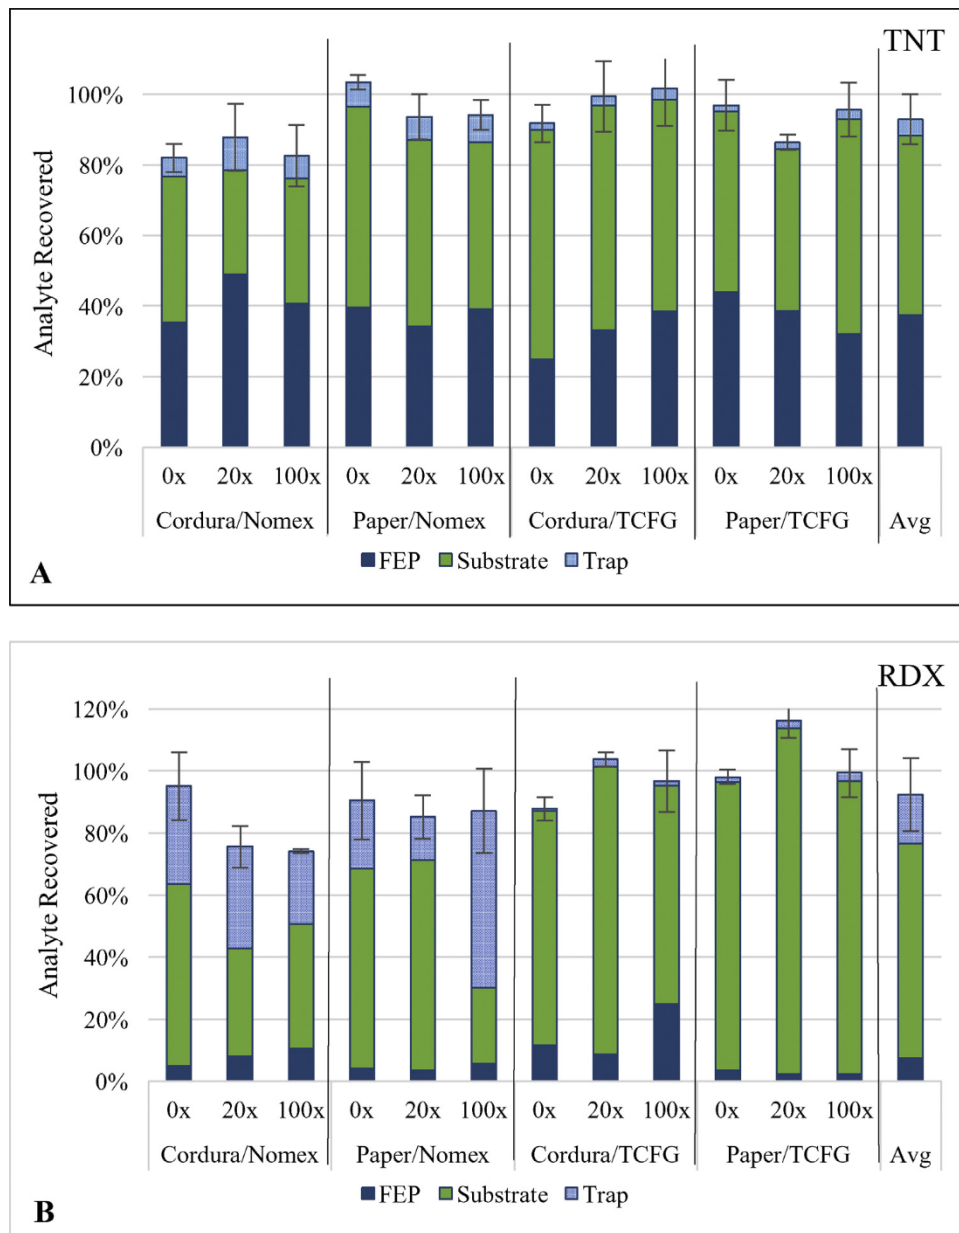 TNT
100%
80%
60%
40%
20%
0%
Analyte Recovered
0x 20x 100x 0x 20x 100x 0x 20x 100x 0x 20x 100x
Cordura/Nomex Paper/Nomex Cordura/TCFG Paper/TCFG Avg
FEP Substrate Trap
A
RDX
120%
100%
80%
60%
40%
20%
0%
Analyte Recovered
0x 20x 100x 0x 20x 100x 0x 20x 100x 0x 20x 100x
Cordura/Nomex Paper/Nomex Cordura/TCFG Paper/TCFG Avg
FEP Substrate Trap
B